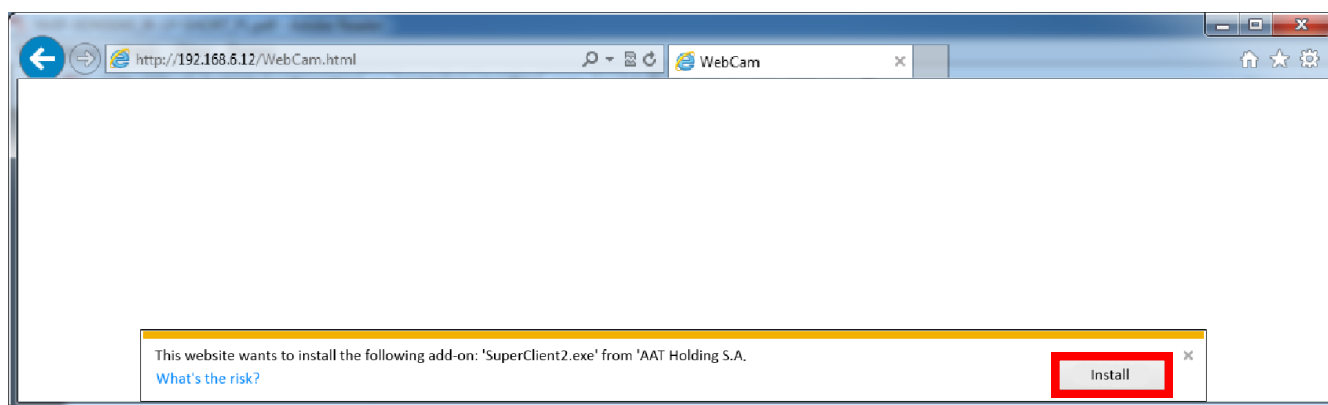 http://192.168.6.12/WebCam.html
WebCam
This website wants to install the following add-on: 'SuperClient2.exe' from 'AAT Holding S.A.
What's the risk?
Install